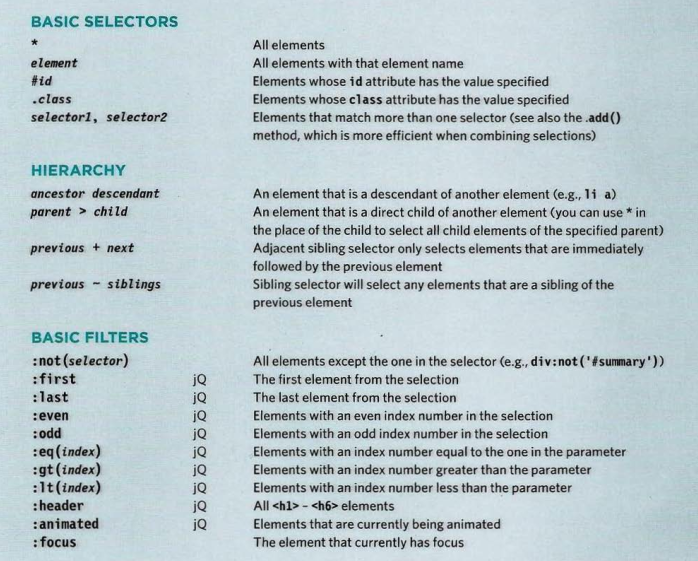 BASIC SELECTORS
* All elements
element All elements with that element name
#id Elements whose id attribute has the value specified
.class Elements whose class attribute has the value specified
selector1, selector2 Elements that match more than one selector (see also the .add()
method, which is more efficient when combining selections)
HIERARCHY
ancestor descendant An element that is a descendant of another element (e.g., li a)
parent > child An element that is a direct child of another element (you can use * in
the place of the child to select all child elements of the specified parent)
previous + next Adjacent sibling selector only selects elements that are immediately
followed by the previous element
previous ~ siblings Sibling selector will select any elements that are a sibling of the
previous element
BASIC FILTERS
:not(selector) All elements except the one in the selector (e.g., div:not('#summary'))
:first jQ The first element from the selection
:last jQ The last element from the selection
:even jQ Elements with an even index number in the selection
:odd jQ Elements with an odd index number in the selection
:eq(index) jQ Elements with an index number equal to the one in the parameter
:gt(index) jQ Elements with an index number greater than the parameter
:lt(index) jQ Elements with an index number less than the parameter
:header jQ All <h1> - <h6> elements
:animated jQ Elements that are currently being animated
:focus The element that currently has focus